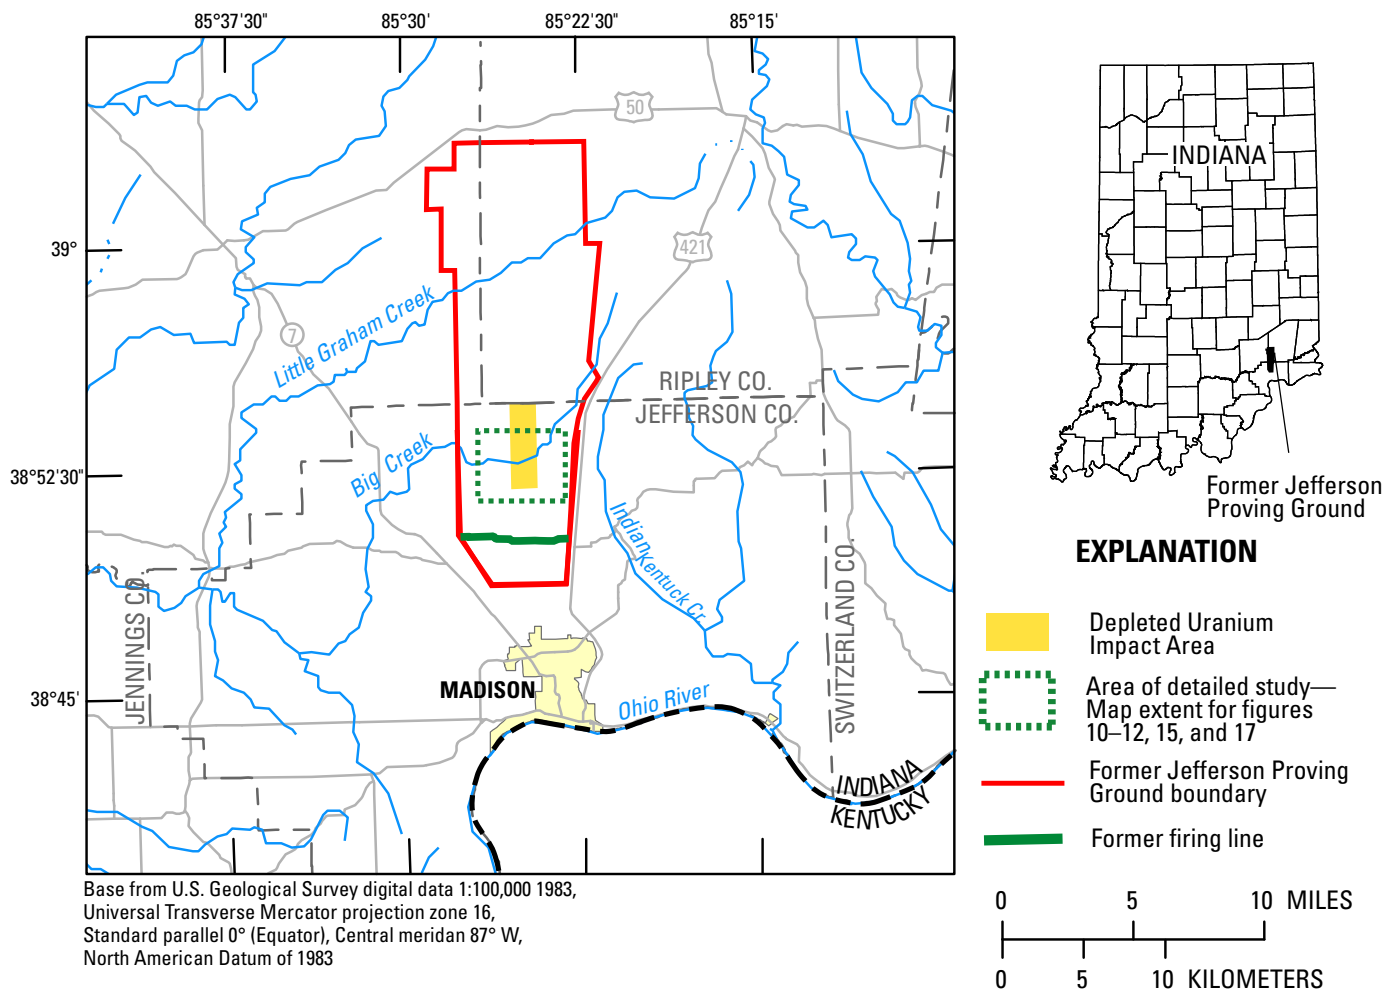 85°37'30"
85°30'
85°22'30"
85°15'
39°
38°52'30"
38°45'
50
421
7
Little Graham Creek
Big Creek
RIPLEY CO.
JEFFERSON CO.
Indian-Kentuck Cr.
JENNINGS CO.
SWITZERLAND CO.
MADISON
Ohio River
INDIANA
KENTUCKY
Base from U.S. Geological Survey digital data 1:100,000 1983,
Universal Transverse Mercator projection zone 16,
Standard parallel 0° (Equator), Central meridan 87° W,
North American Datum of 1983
INDIANA
Former Jefferson
Proving Ground
EXPLANATION
Depleted Uranium
Impact Area
Area of detailed study—
Map extent for figures
10–12, 15, and 17
Former Jefferson Proving
Ground boundary
Former firing line
0 5 10 MILES
0 5 10 KILOMETERS